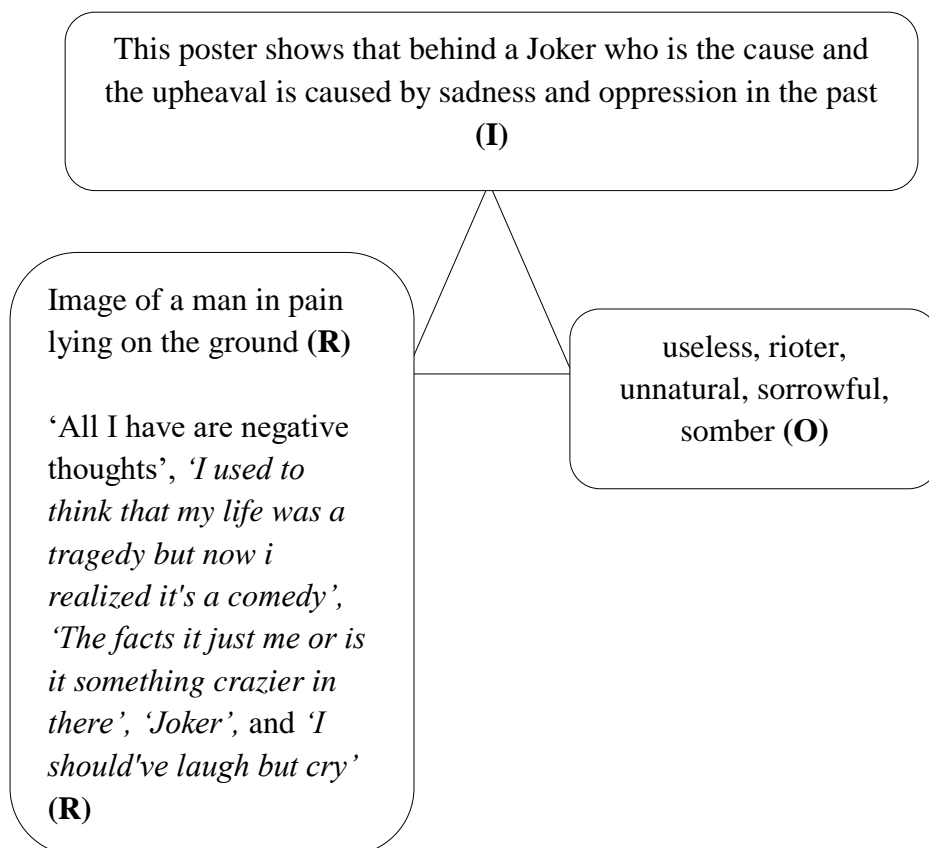 This poster shows that behind a Joker who is the cause and
the upheaval is caused by sadness and oppression in the past
(I)
Image of a man in pain
lying on the ground (R)
‘All I have are negative
thoughts’, ‘I used to
think that my life was a
tragedy but now i
realized it's a comedy’,
‘The facts it just me or is
it something crazier in
there’, ‘Joker’, and ‘I
should've laugh but cry’
(R)
useless, rioter,
unnatural, sorrowful,
somber (O)